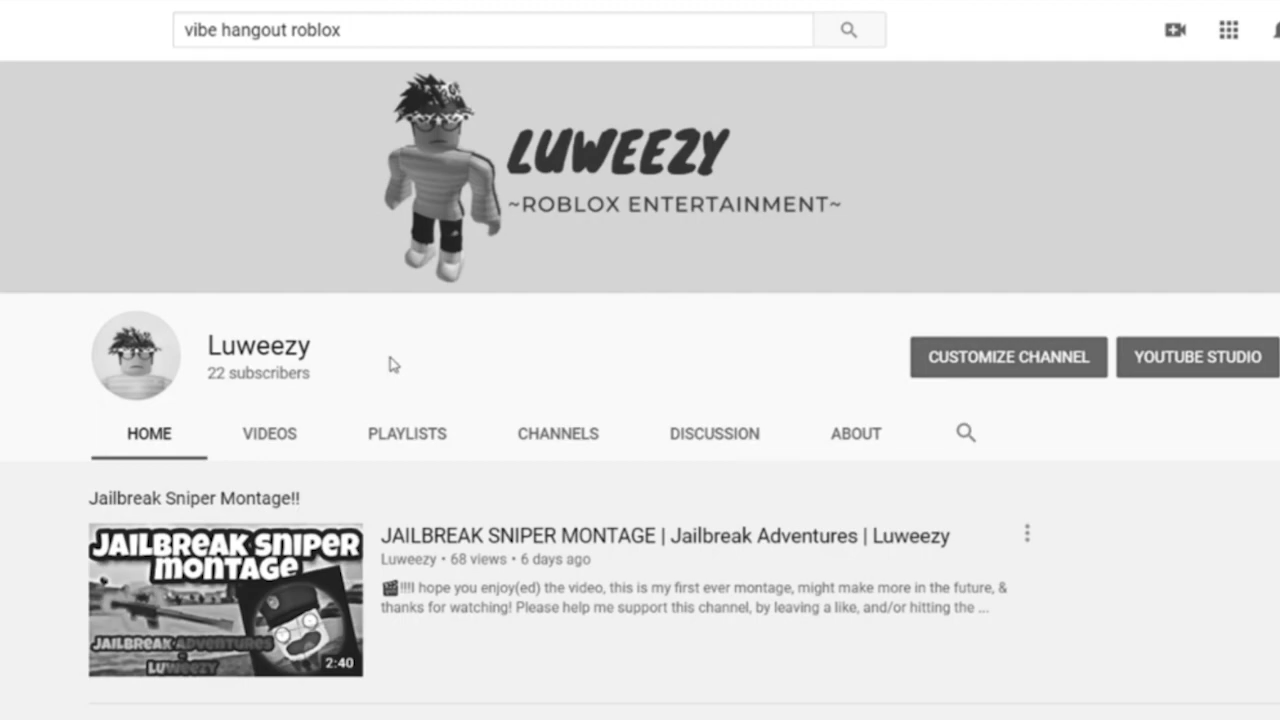 vibe hangout roblox
LUWEEZY
~ROBLOX ENTERTAINMENT~
Luweezy
22 subscribers
CUSTOMIZE CHANNEL
YOUTUBE STUDIO
HOME
VIDEOS
PLAYLISTS
CHANNELS
DISCUSSION
ABOUT
Jailbreak Sniper Montage!!
JAILBREAK SNIPER
MONTAGE
JAILBREAK ADVENTURES
LUWEEZY
2:40
JAILBREAK SNIPER MONTAGE | Jailbreak Adventures | Luweezy
Luweezy • 68 views • 6 days ago
🎬!!!I hope you enjoy(ed) the video, this is my first ever montage, might make more in the future, &
thanks for watching! Please help me support this channel, by leaving a like, and/or hitting the ...